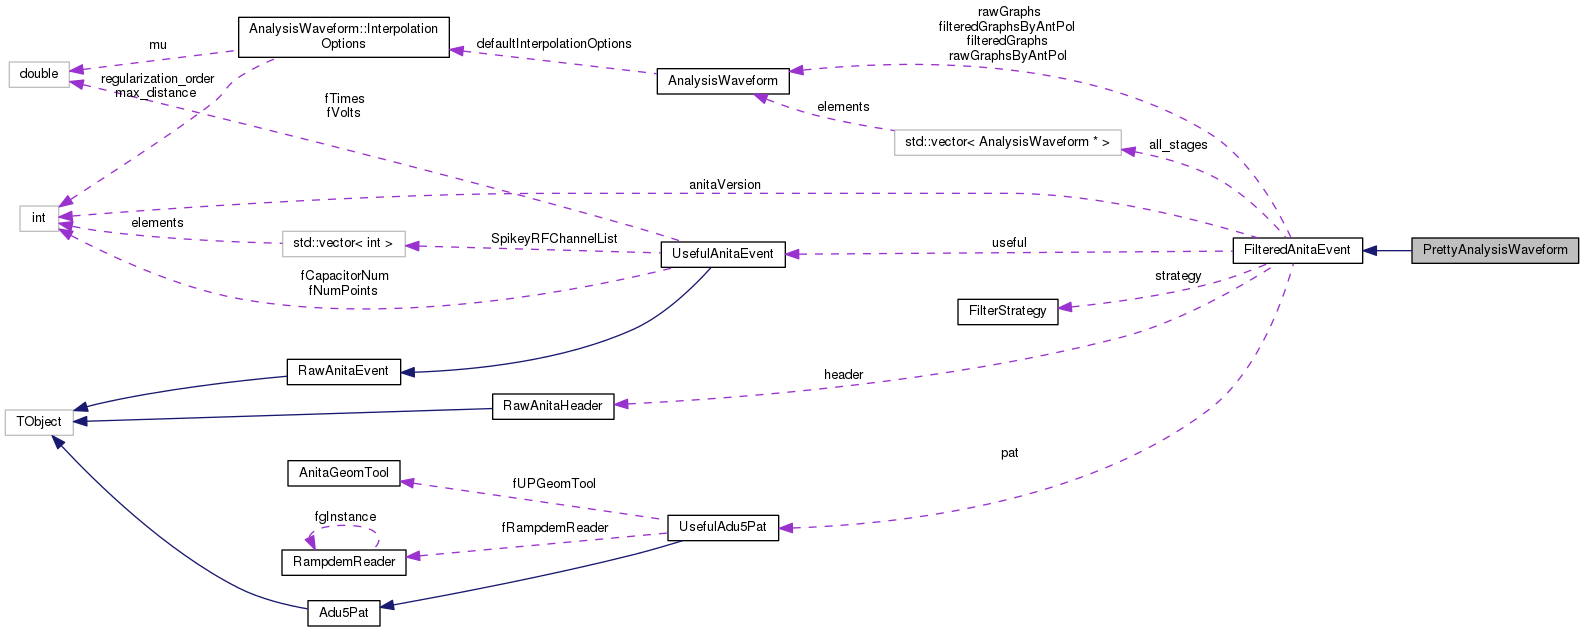 rawGraphs
filteredGraphsByAntPol
filteredGraphs
rawGraphsByAntPol
AnalysisWaveform::Interpolation
Options
mu
defaultInterpolationOptions
double
regularization_order
max_distance
AnalysisWaveform
fTimes
fVolts
elements
std::vector< AnalysisWaveform * >
all_stages
anitaVersion
int
elements
std::vector< int >
SpikeyRFChannelList
UsefulAnitaEvent
useful
FilteredAnitaEvent
PrettyAnalysisWaveform
fCapacitorNum
fNumPoints
strategy
FilterStrategy
RawAnitaEvent
header
RawAnitaHeader
TObject
pat
AnitaGeomTool
fUPGeomTool
fgInstance
fRampdemReader
UsefulAdu5Pat
RampdemReader
Adu5Pat